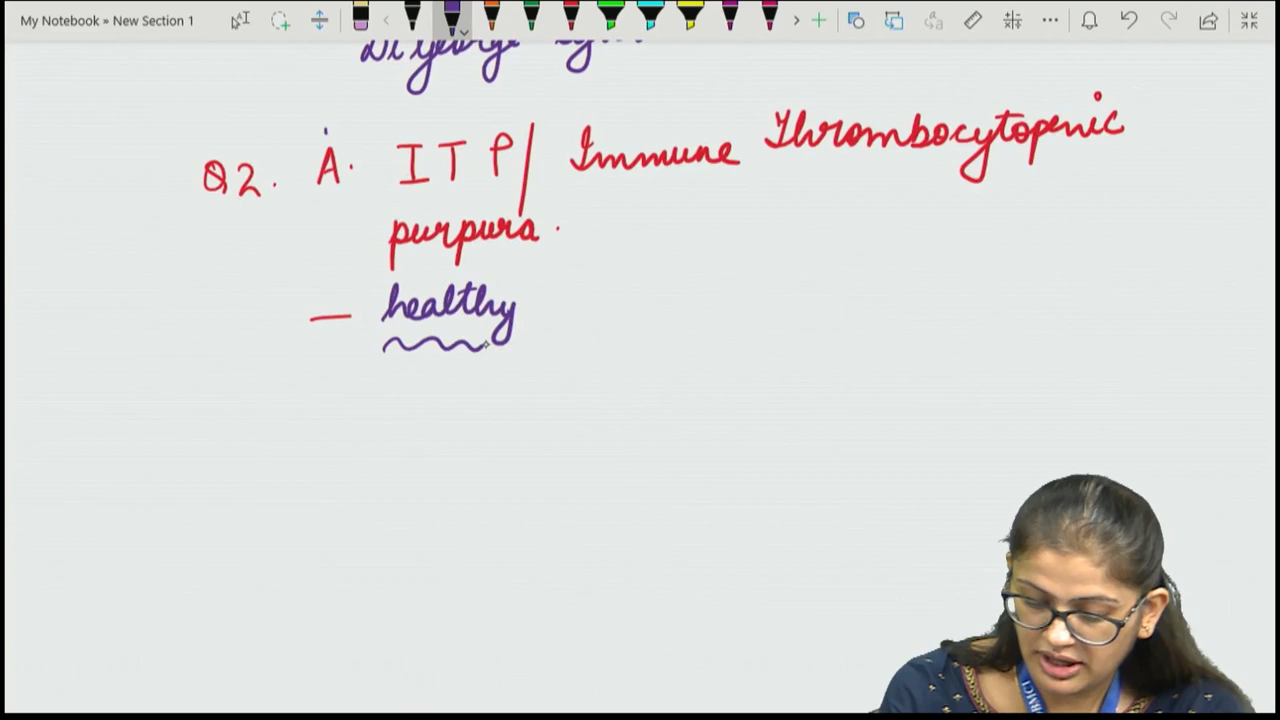 My Notebook » New Section 1
Q2. A. ITP/ Immune Thrombocytopenic
purpura.
— healthy